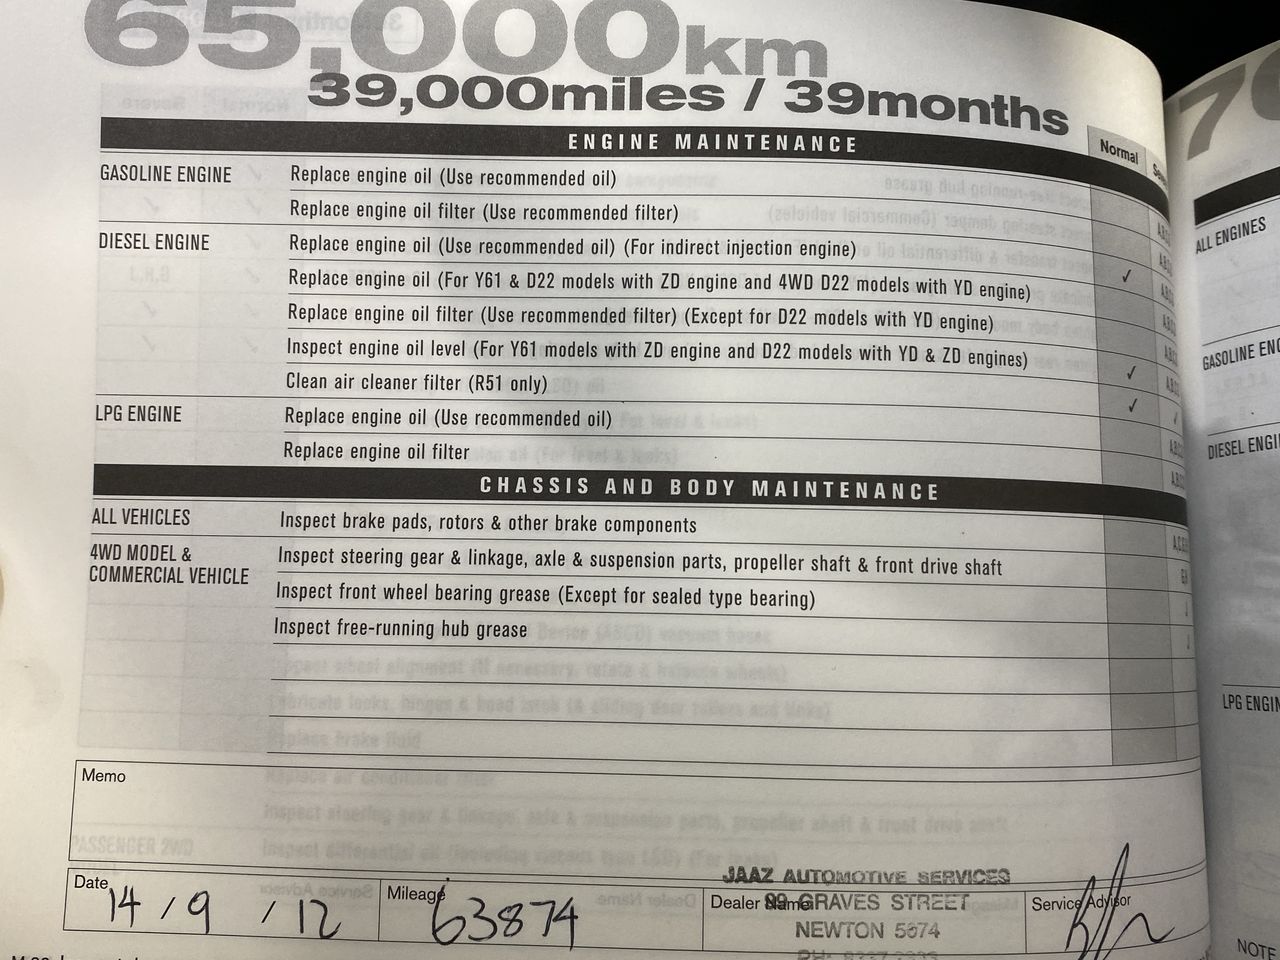 65,000km
39,000miles / 39months
ENGINE MAINTENANCE
Normal
GASOLINE ENGINE Replace engine oil (Use recommended oil)
Replace engine oil filter (Use recommended filter)
DIESEL ENGINE Replace engine oil (Use recommended oil) (For indirect injection engine)
Replace engine oil (For Y61 & D22 models with ZD engine and 4WD D22 models with YD engine) ✓
Replace engine oil filter (Use recommended filter) (Except for D22 models with YD engine)
Inspect engine oil level (For Y61 models with ZD engine and D22 models with YD & ZD engines) ✓
Clean air cleaner filter (R51 only) ✓ ✓
LPG ENGINE Replace engine oil (Use recommended oil)
Replace engine oil filter
CHASSIS AND BODY MAINTENANCE
ALL VEHICLES Inspect brake pads, rotors & other brake components
4WD MODEL & COMMERCIAL VEHICLE Inspect steering gear & linkage, axle & suspension parts, propeller shaft & front drive shaft
Inspect front wheel bearing grease (Except for sealed type bearing)
Inspect free-running hub grease
Memo
Date 14/9/12
Mileage 63874
Dealer Name
JAAZ AUTOMOTIVE SERVICES
99 GRAVES STREET
NEWTON 5074
Service Advisor
ALL ENGINES
GASOLINE
DIESEL
LPG
NOTE